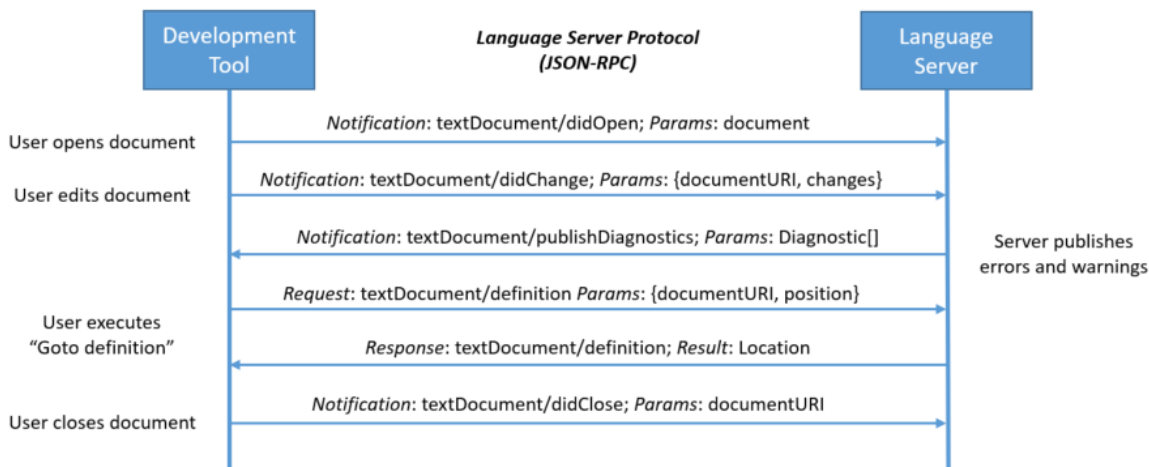 Development
Tool
Language Server Protocol
(JSON-RPC)
Language
Server
Notification: textDocument/didOpen; Params: document
User opens document
Notification: textDocument/didChange; Params: {documentURI, changes}
User edits document
Notification: textDocument/publishDiagnostics; Params: Diagnostic[]
Server publishes
errors and warnings
Request: textDocument/definition Params: {documentURI, position}
User executes
“Goto definition”
Response: textDocument/definition; Result: Location
Notification: textDocument/didClose; Params: documentURI
User closes document